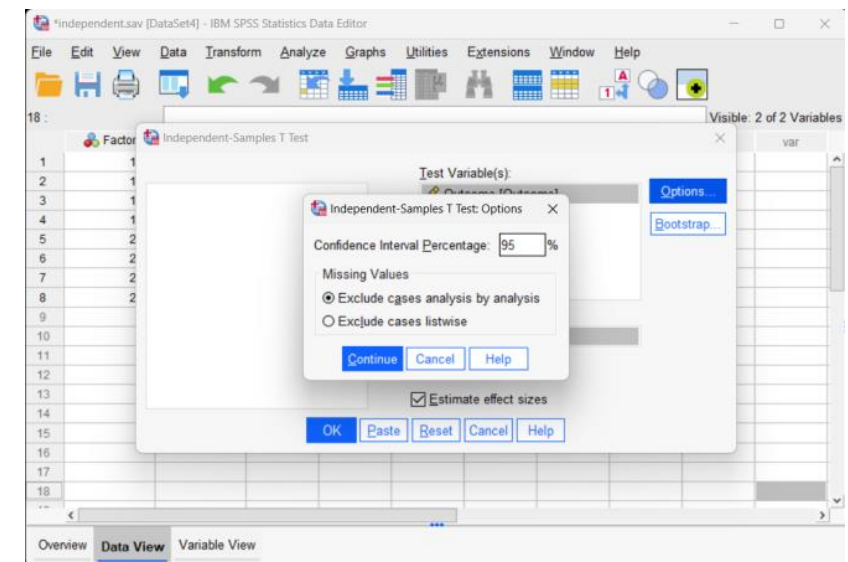 *independent.sav [DataSet4] - IBM SPSS Statistics Data Editor
File Edit View Data Transform Analyze Graphs Utilities Extensions Window Help
18 : Visible: 2 of 2 Variables
Factor Independent-Samples T Test var
1 1
2 1
3 1
4 1
5 2
6 2
7 2
8 2
9
10
11
12
13
14
15
16
17
18
Test Variable(s):
Options...
Bootstrap...
Independent-Samples T Test: Options
Confidence Interval Percentage: 95 %
Missing Values
Exclude cases analysis by analysis
Exclude cases listwise
Continue Cancel Help
Estimate effect sizes
OK Paste Reset Cancel Help
Overview Data View Variable View